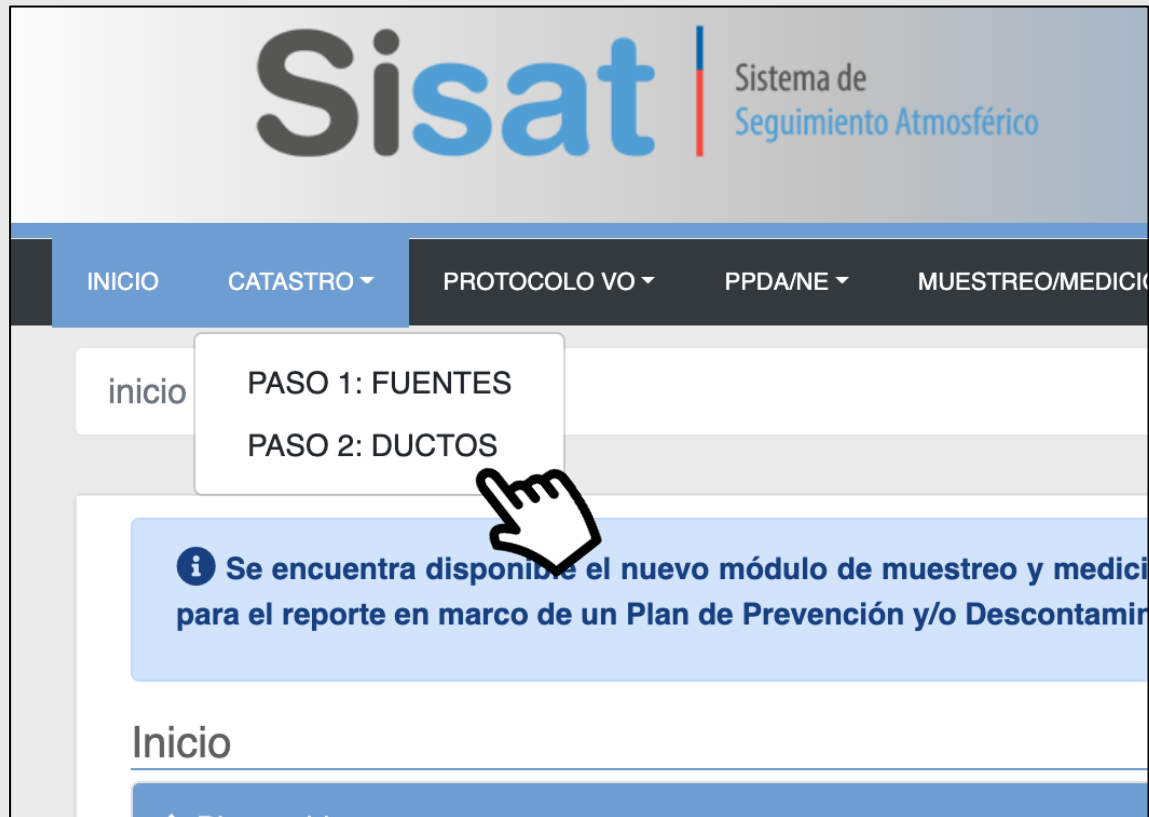 Sisat
Sistema de
Seguimiento Atmosférico
INICIO CATASTRO PROTOCOLO VO PPDA/NE MUESTREO/MEDICI
inicio
PASO 1: FUENTES
PASO 2: DUCTOS
Se encuentra disponible el nuevo módulo de muestreo y medici
para el reporte en marco de un Plan de Prevención y/o Descontamin
Inicio